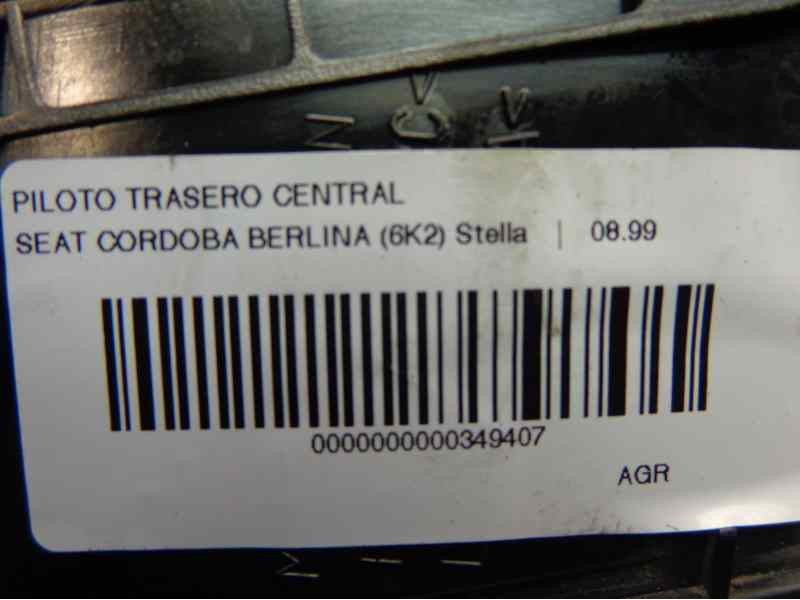 PILOTO TRASERO CENTRAL
SEAT CORDOBA BERLINA (6K2) Stella | 08.99
0000000000349407
AGR